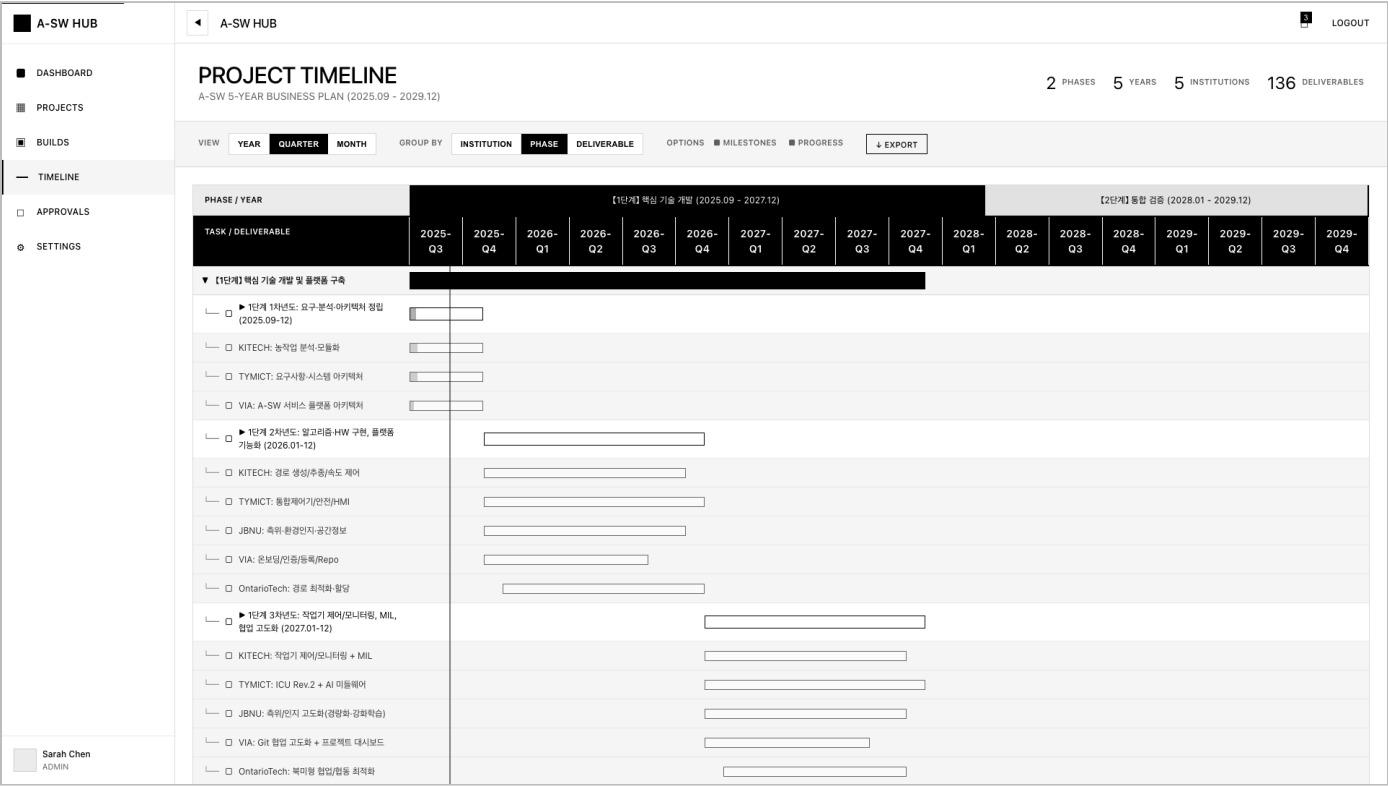 A-SW HUB
A-SW HUB
3
LOGOUT
DASHBOARD
PROJECTS
BUILDS
TIMELINE
APPROVALS
SETTINGS
Sarah Chen
ADMIN
PROJECT TIMELINE
A-SW 5-YEAR BUSINESS PLAN (2025.09 - 2029.12)
2 PHASES 5 YEARS 5 INSTITUTIONS 136 DELIVERABLES
VIEW YEAR QUARTER MONTH GROUP BY INSTITUTION PHASE DELIVERABLE OPTIONS MILESTONES PROGRESS ↓ EXPORT
PHASE / YEAR
【1단계】 핵심 기술 개발 (2025.09 - 2027.12)
【2단계】 통합 검증 (2028.01 - 2029.12)
TASK / DELIVERABLE
2025-
Q3
2025-
Q4
2026-
Q1
2026-
Q2
2026-
Q3
2026-
Q4
2027-
Q1
2027-
Q2
2027-
Q3
2027-
Q4
2028-
Q1
2028-
Q2
2028-
Q3
2028-
Q4
2029-
Q1
2029-
Q2
2029-
Q3
2029-
Q4
▼ 【1단계】 핵심 기술 개발 및 플랫폼 구축
▶ 1단계 1차년도: 요구·분석·아키텍처 정립
(2025.09-12)
KITECH: 농작업 분석·모듈화
TYMICT: 요구사항·시스템 아키텍처
VIA: A-SW 서비스 플랫폼 아키텍처
▶ 1단계 2차년도: 알고리즘·HW 구현, 플랫폼
기능화 (2026.01-12)
KITECH: 경로 생성/추종/속도 제어
TYMICT: 통합제어기/안전/HMI
JBNU: 측위·환경인지·공간정보
VIA: 온보딩/인증/등록/Repo
OntarioTech: 경로 최적화·할당
▶ 1단계 3차년도: 작업기 제어/모니터링, MIL,
협업 고도화 (2027.01-12)
KITECH: 작업기 제어/모니터링 + MIL
TYMICT: ICU Rev.2 + AI 미들웨어
JBNU: 측위/인지 고도화(경량화·강화학습)
VIA: Git 협업 고도화 + 프로젝트 대시보드
OntarioTech: 북미형 협업/협동 최적화